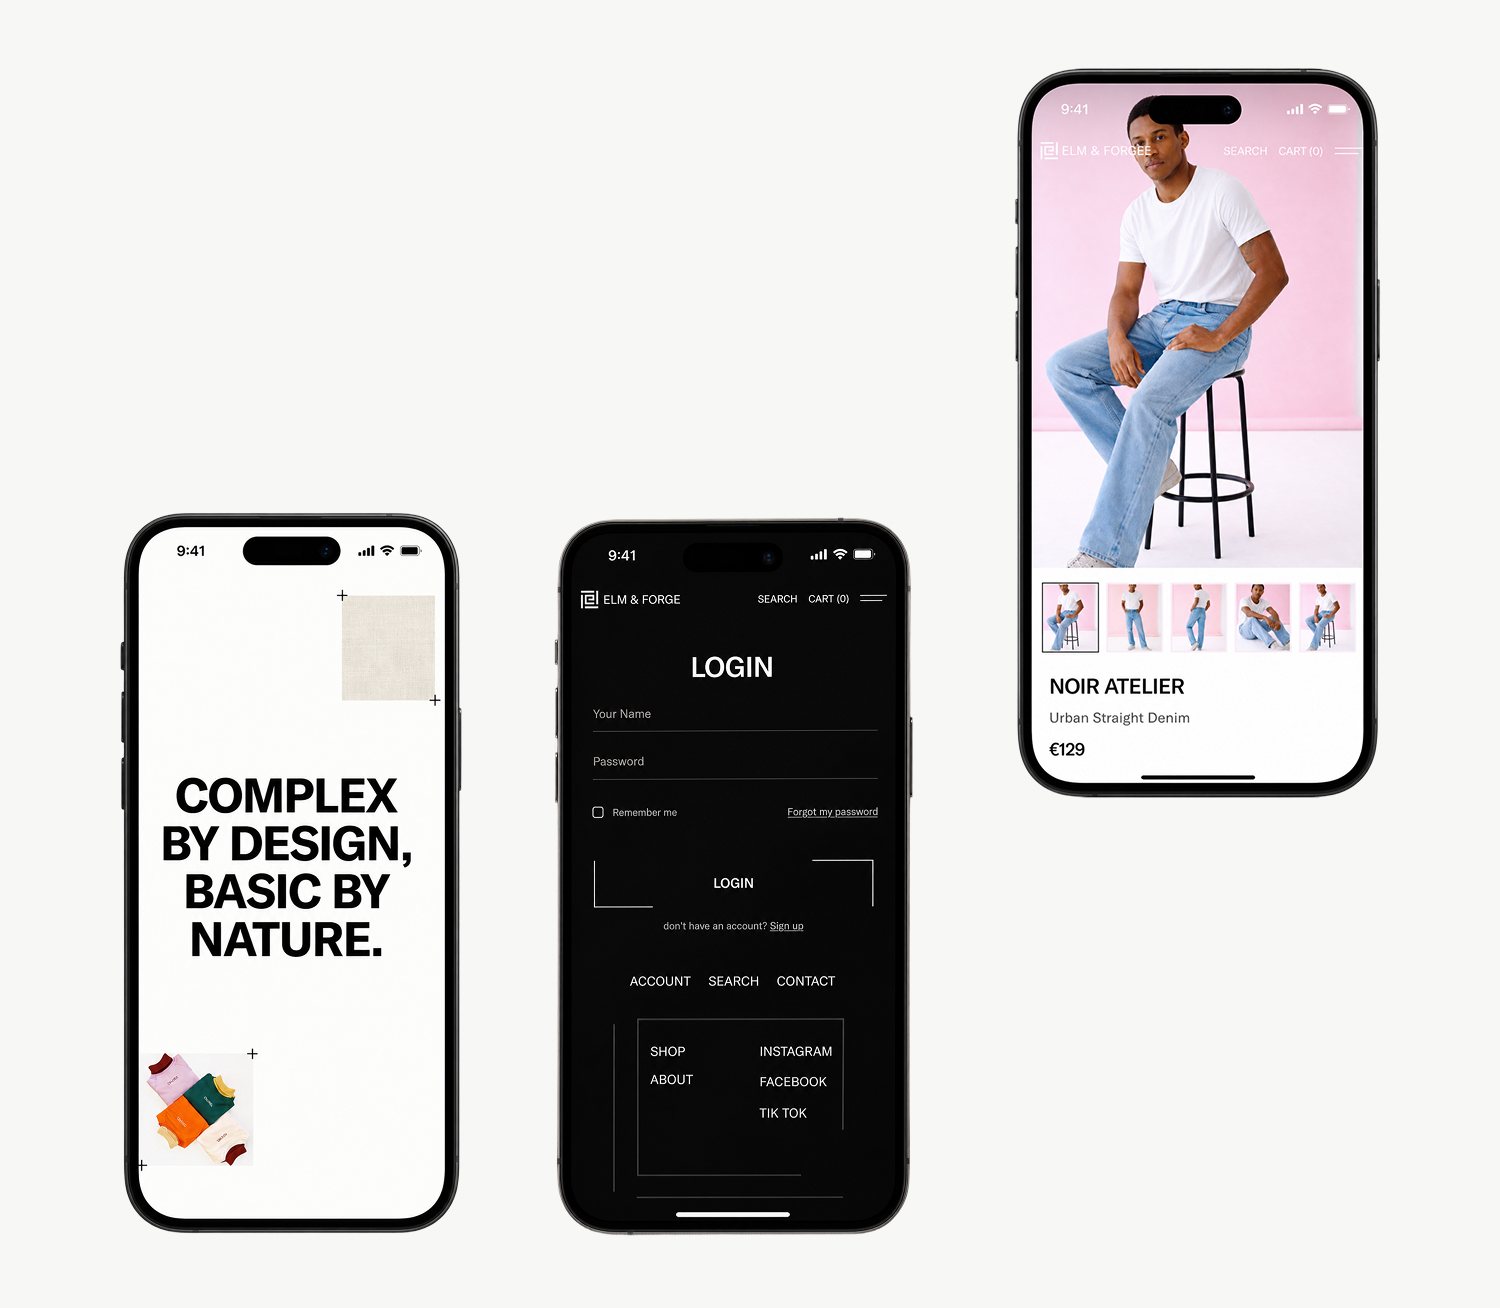 9:41
COMPLEX
BY DESIGN,
BASIC BY
NATURE.
9:41
ELM & FORGE
SEARCH CART (0)
LOGIN
Your Name
Password
Remember me
Forgot my password
LOGIN
don't have an account? Sign up
ACCOUNT SEARCH CONTACT
SHOP
ABOUT
INSTAGRAM
FACEBOOK
TIK TOK
9:41
ELM & FORGEE
SEARCH CART (0)
NOIR ATELIER
Urban Straight Denim
€129